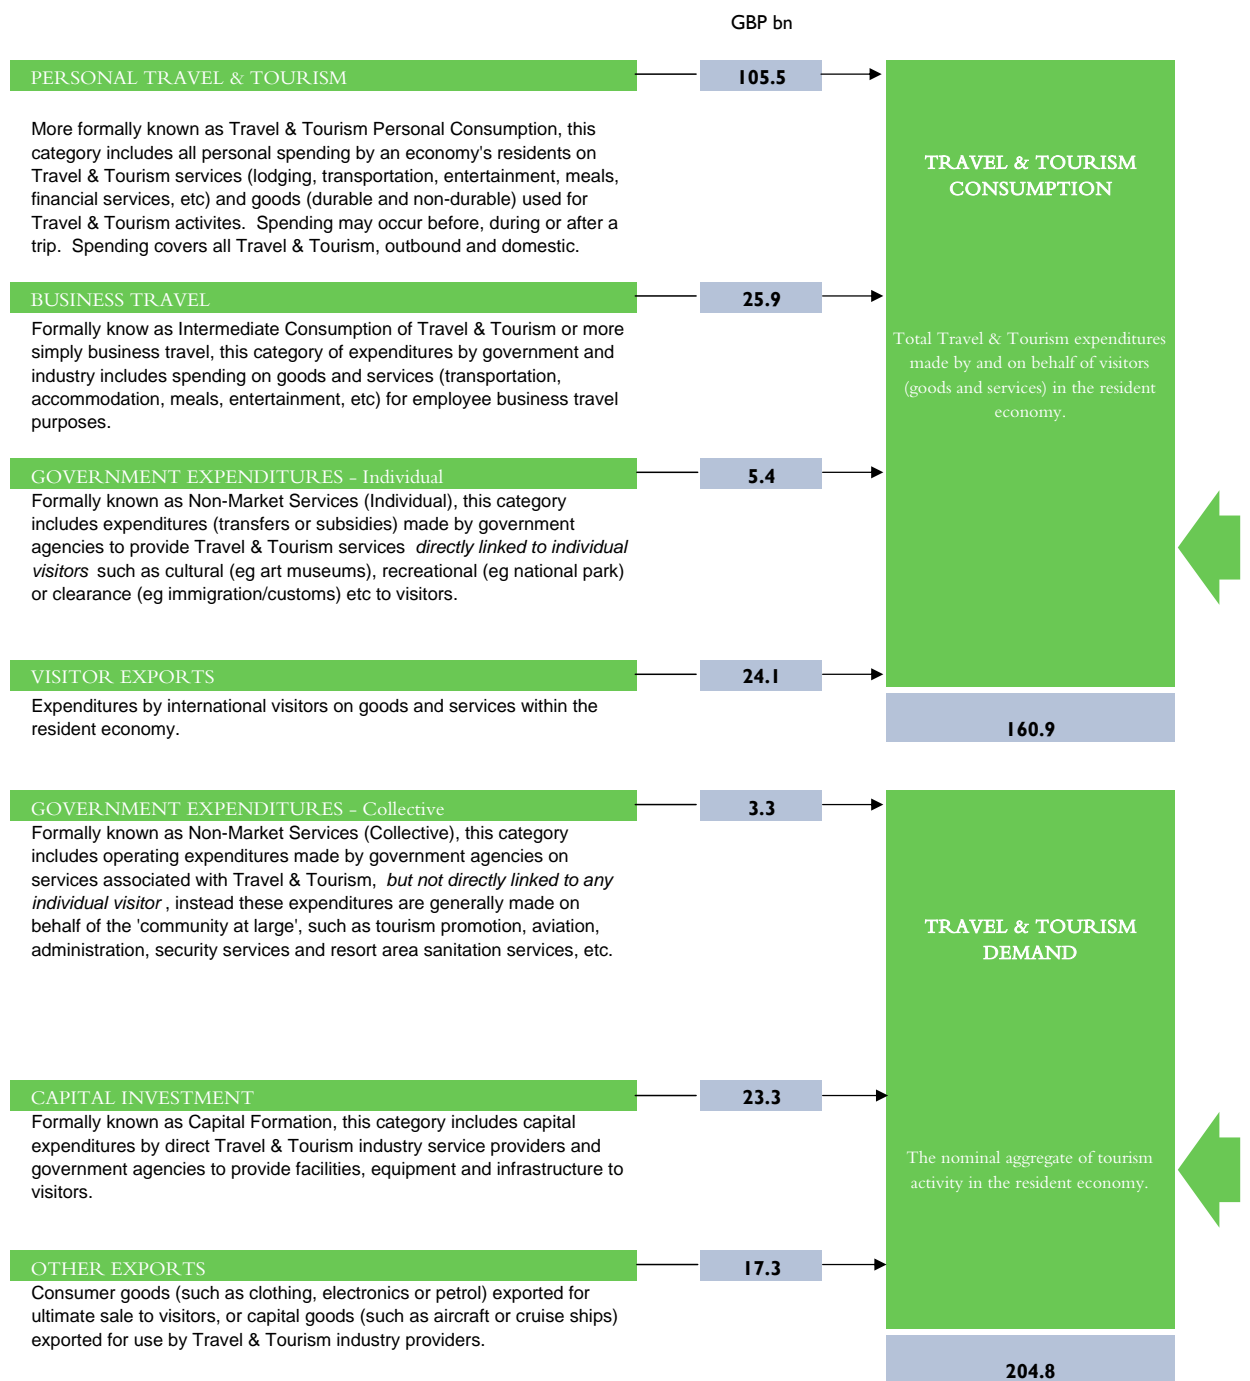 GBP bn
PERSONAL TRAVEL & TOURISM
105.5
More formally known as Travel & Tourism Personal Consumption, this
category includes all personal spending by an economy's residents on
Travel & Tourism services (lodging, transportation, entertainment, meals,
financial services, etc) and goods (durable and non-durable) used for
Travel & Tourism activites.  Spending may occur before, during or after a
trip.  Spending covers all Travel & Tourism, outbound and domestic.
TRAVEL & TOURISM
CONSUMPTION
BUSINESS TRAVEL
25.9
Formally know as Intermediate Consumption of Travel & Tourism or more
simply business travel, this category of expenditures by government and
industry includes spending on goods and services (transportation,
accommodation, meals, entertainment, etc) for employee business travel
purposes.
Total Travel & Tourism expenditures
made by and on behalf of visitors
(goods and services) in the resident
economy.
GOVERNMENT EXPENDITURES - Individual
5.4
Formally known as Non-Market Services (Individual), this category
includes expenditures (transfers or subsidies) made by government
agencies to provide Travel & Tourism services  directly linked to individual
visitors  such as cultural (eg art museums), recreational (eg national park)
or clearance (eg immigration/customs) etc to visitors.
VISITOR EXPORTS
24.1
Expenditures by international visitors on goods and services within the
resident economy.
160.9
GOVERNMENT EXPENDITURES - Collective
3.3
Formally known as Non-Market Services (Collective), this category
includes operating expenditures made by government agencies on
services associated with Travel & Tourism,  but not directly linked to any
individual visitor , instead these expenditures are generally made on
behalf of the 'community at large', such as tourism promotion, aviation,
administration, security services and resort area sanitation services, etc.
TRAVEL & TOURISM
DEMAND
CAPITAL INVESTMENT
23.3
Formally known as Capital Formation, this category includes capital
expenditures by direct Travel & Tourism industry service providers and
government agencies to provide facilities, equipment and infrastructure to
visitors.
The nominal aggregate of tourism
activity in the resident economy.
OTHER EXPORTS
17.3
Consumer goods (such as clothing, electronics or petrol) exported for
ultimate sale to visitors, or capital goods (such as aircraft or cruise ships)
exported for use by Travel & Tourism industry providers.
204.8